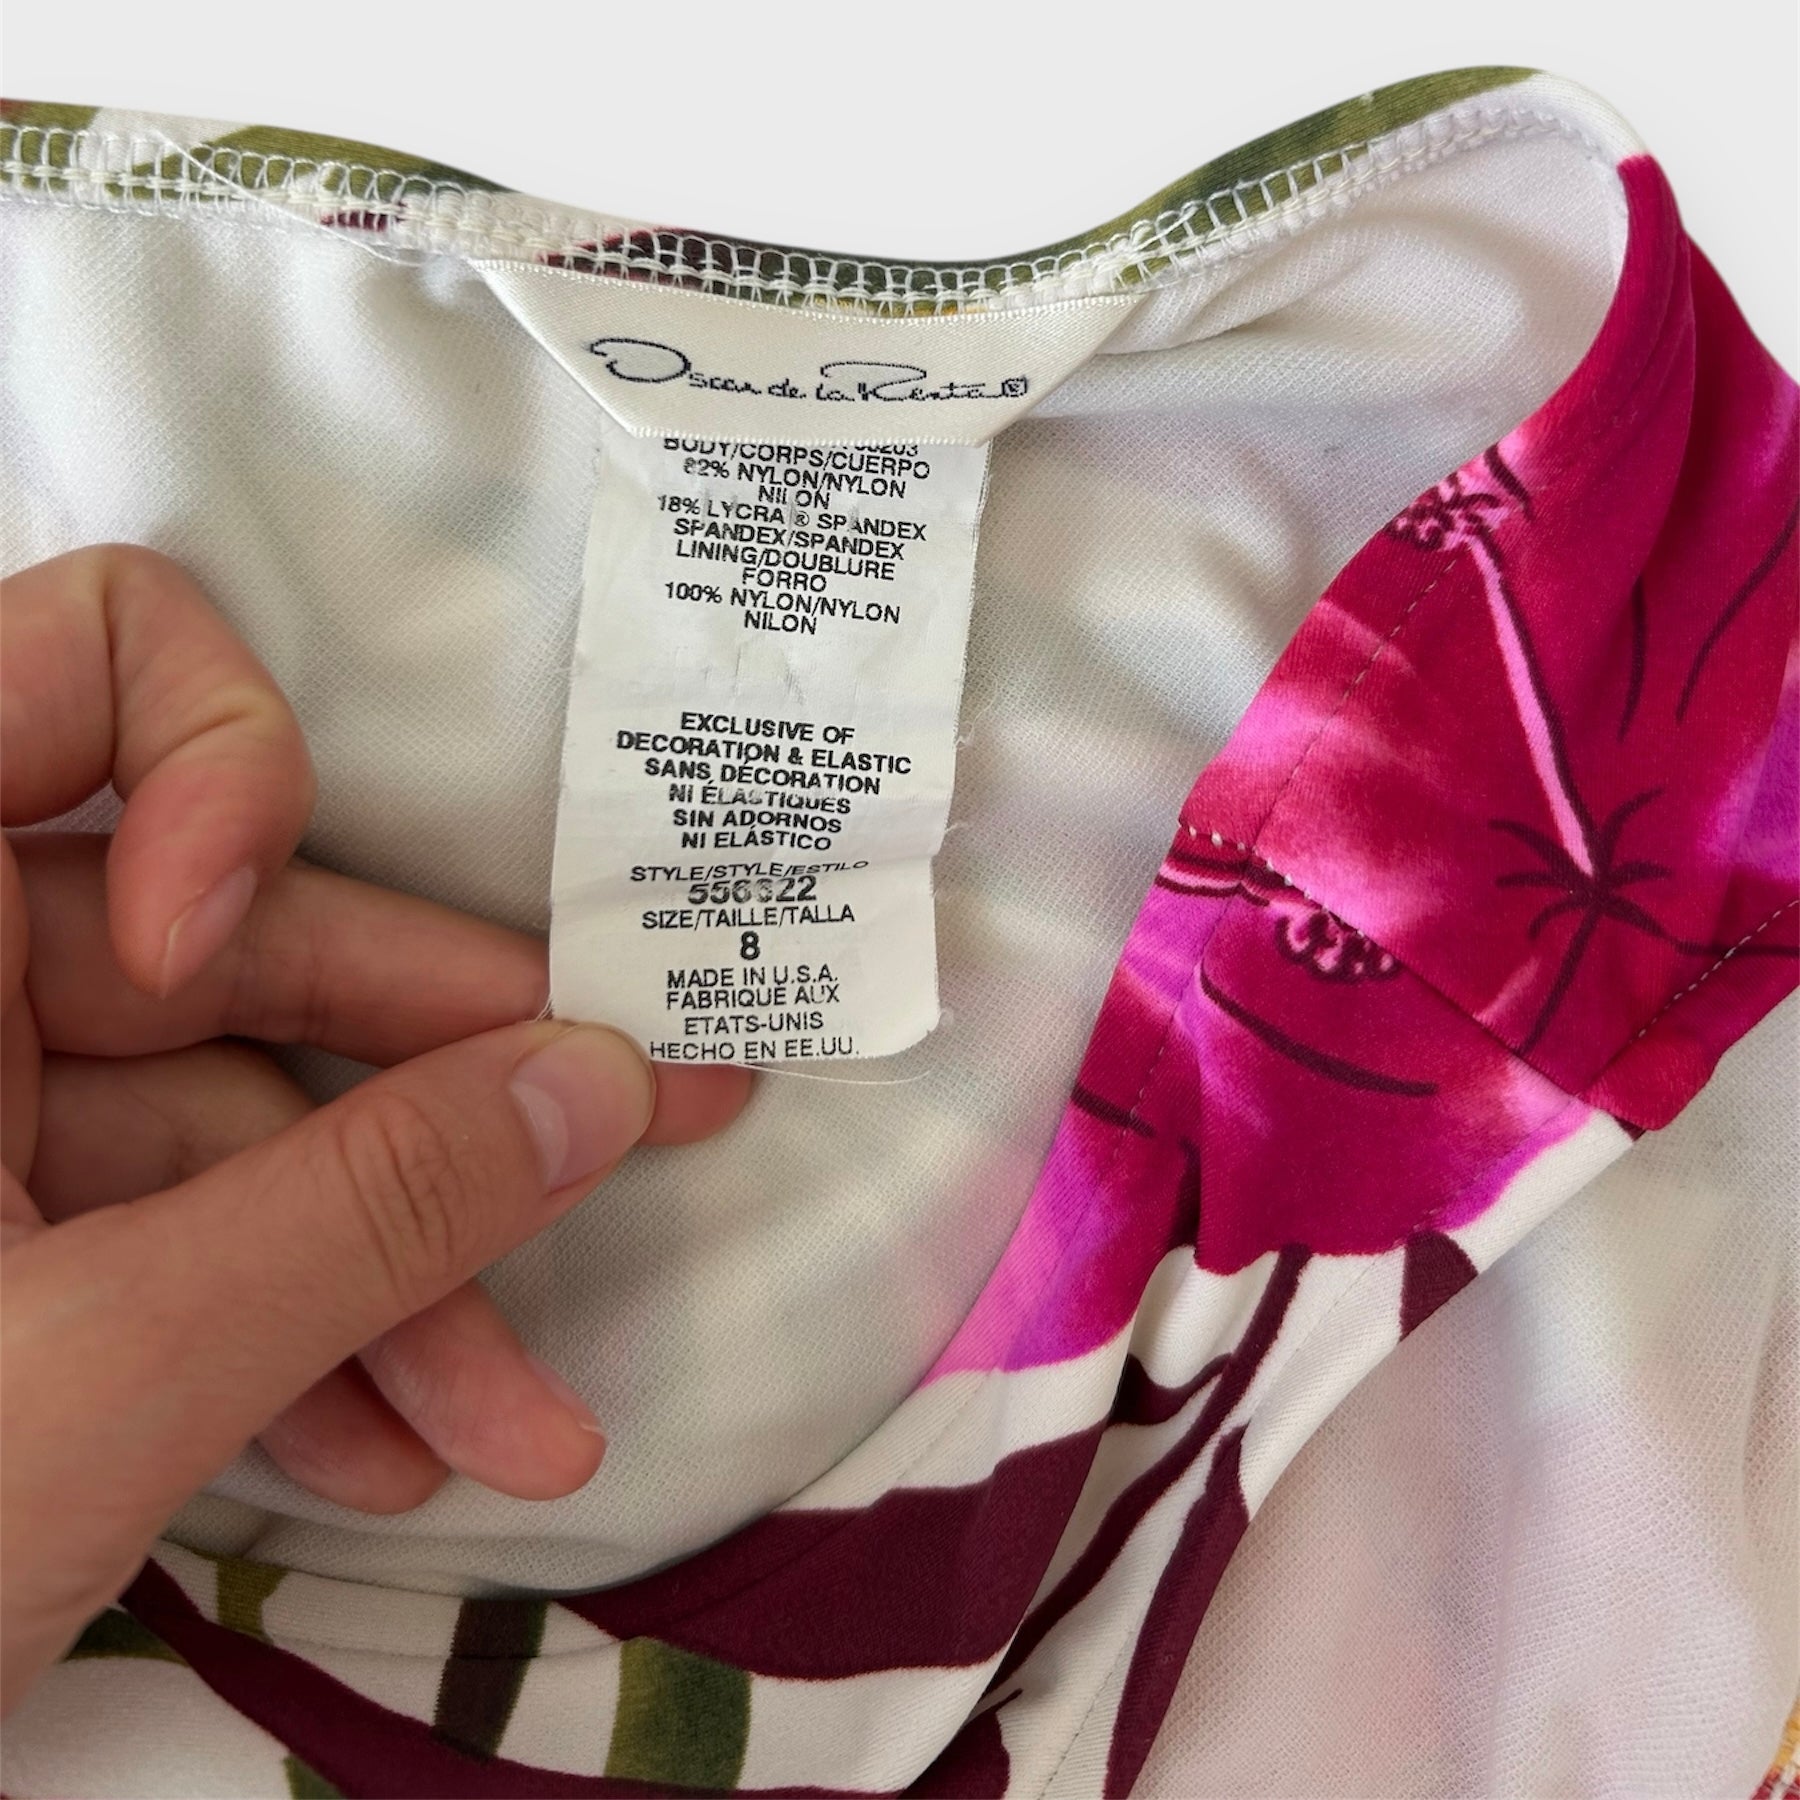 Oscar de la Renta®
BODY/CORPS/CUERPO
82% NYLON/NYLON
NILON
18% LYCRA ® SPANDEX
SPANDEX/SPANDEX
LINING/DOUBLURE
FORRO
100% NYLON/NYLON
NILON
EXCLUSIVE OF
DECORATION & ELASTIC
SANS DÉCORATION
NI ÉLASTIQUES
SIN ADORNOS
NI ELÁSTICO
STYLE/STYLE/ESTILO
SIZE/TAILLE/TALLA
8
MADE IN U.S.A.
FABRIQUE AUX
ETATS-UNIS
HECHO EN EE.UU.